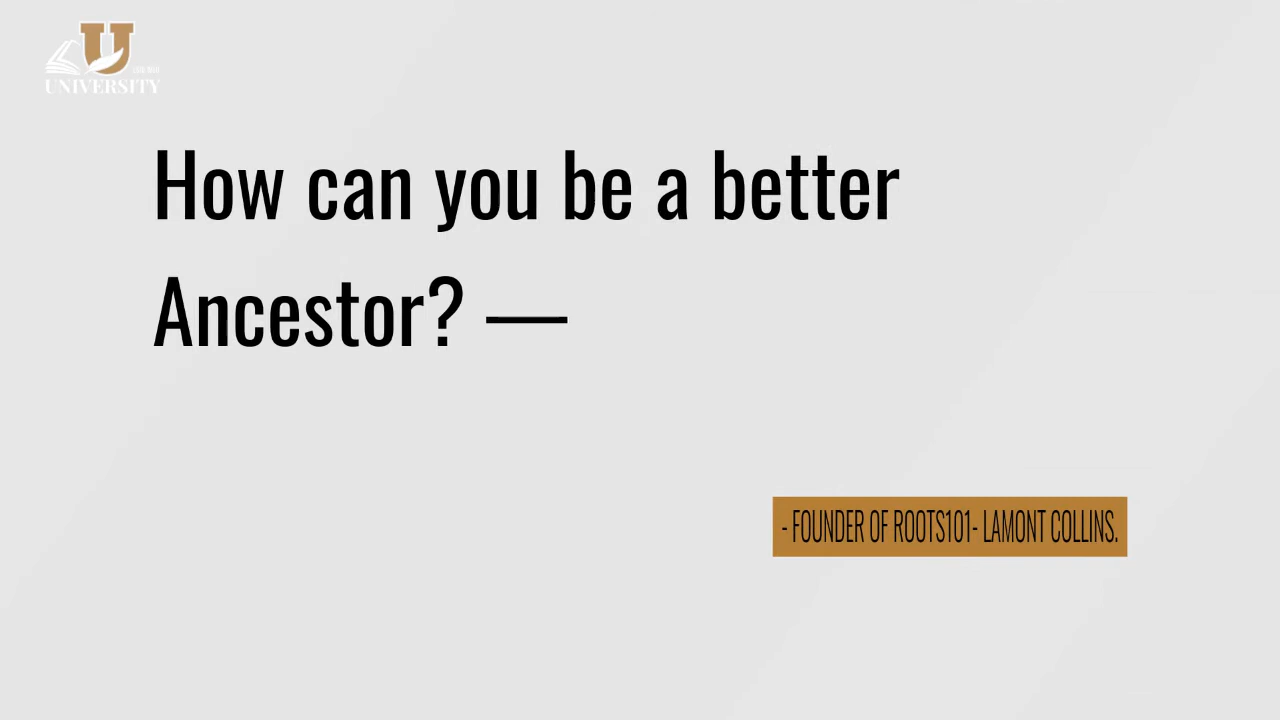 U
UNIVERSITY
How can you be a better
Ancestor? —
- FOUNDER OF ROOTS101- LAMONT COLLINS.